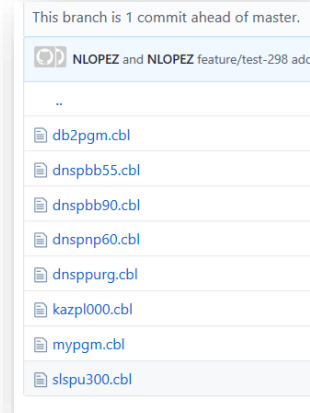 This branch is 1 commit ahead of master.
NLOPEZ and NLOPEZ feature/test-298 add
..
db2pgm.cbl
dnspbb55.cbl
dnspbb90.cbl
dnspnp60.cbl
dnsppurg.cbl
kazpl000.cbl
mypgm.cbl
slspu300.cbl